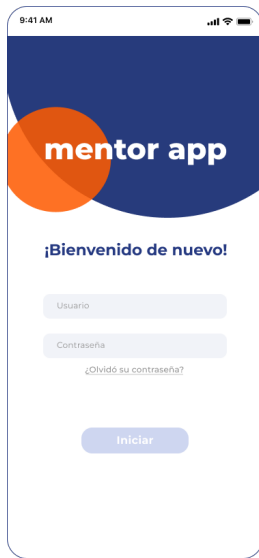 9:41 AM
mentor app
¡Bienvenido de nuevo!
Usuario
Contraseña
¿Olvidó su contraseña?
Iniciar